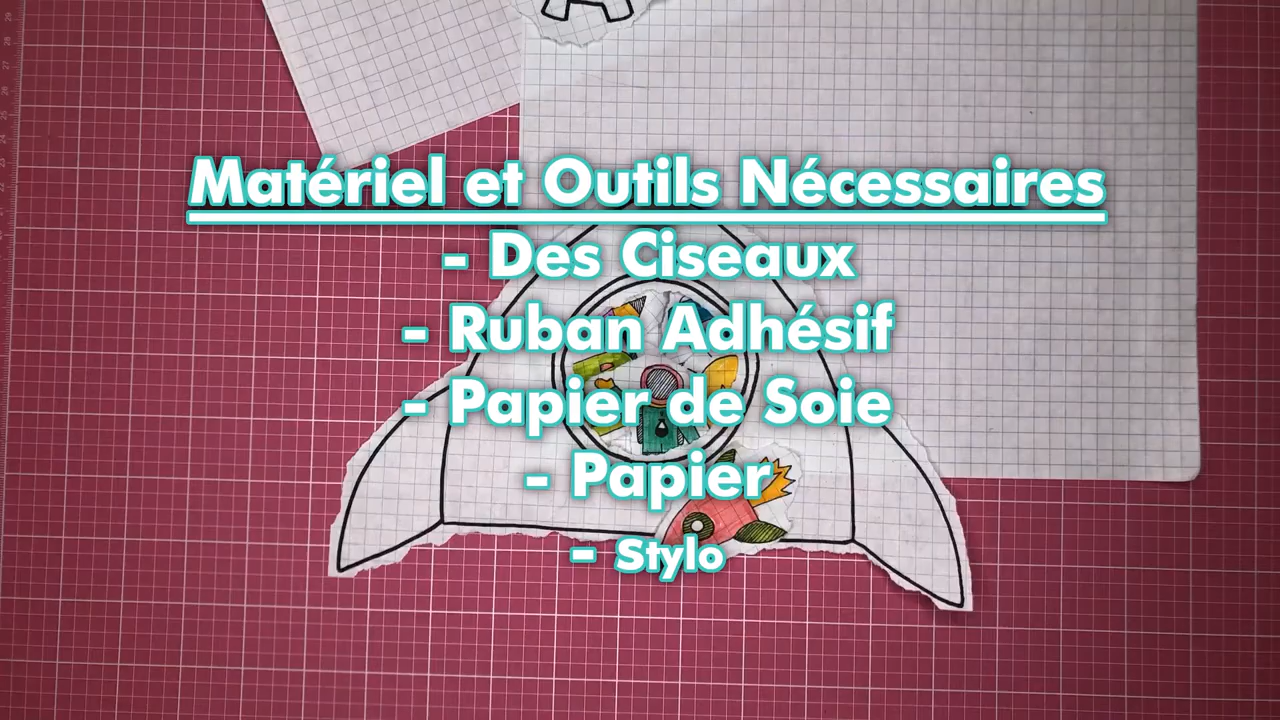 Matériel et Outils Nécessaires
- Des Ciseaux
- Ruban Adhésif
- Papier de Soie
- Papier
- Stylo